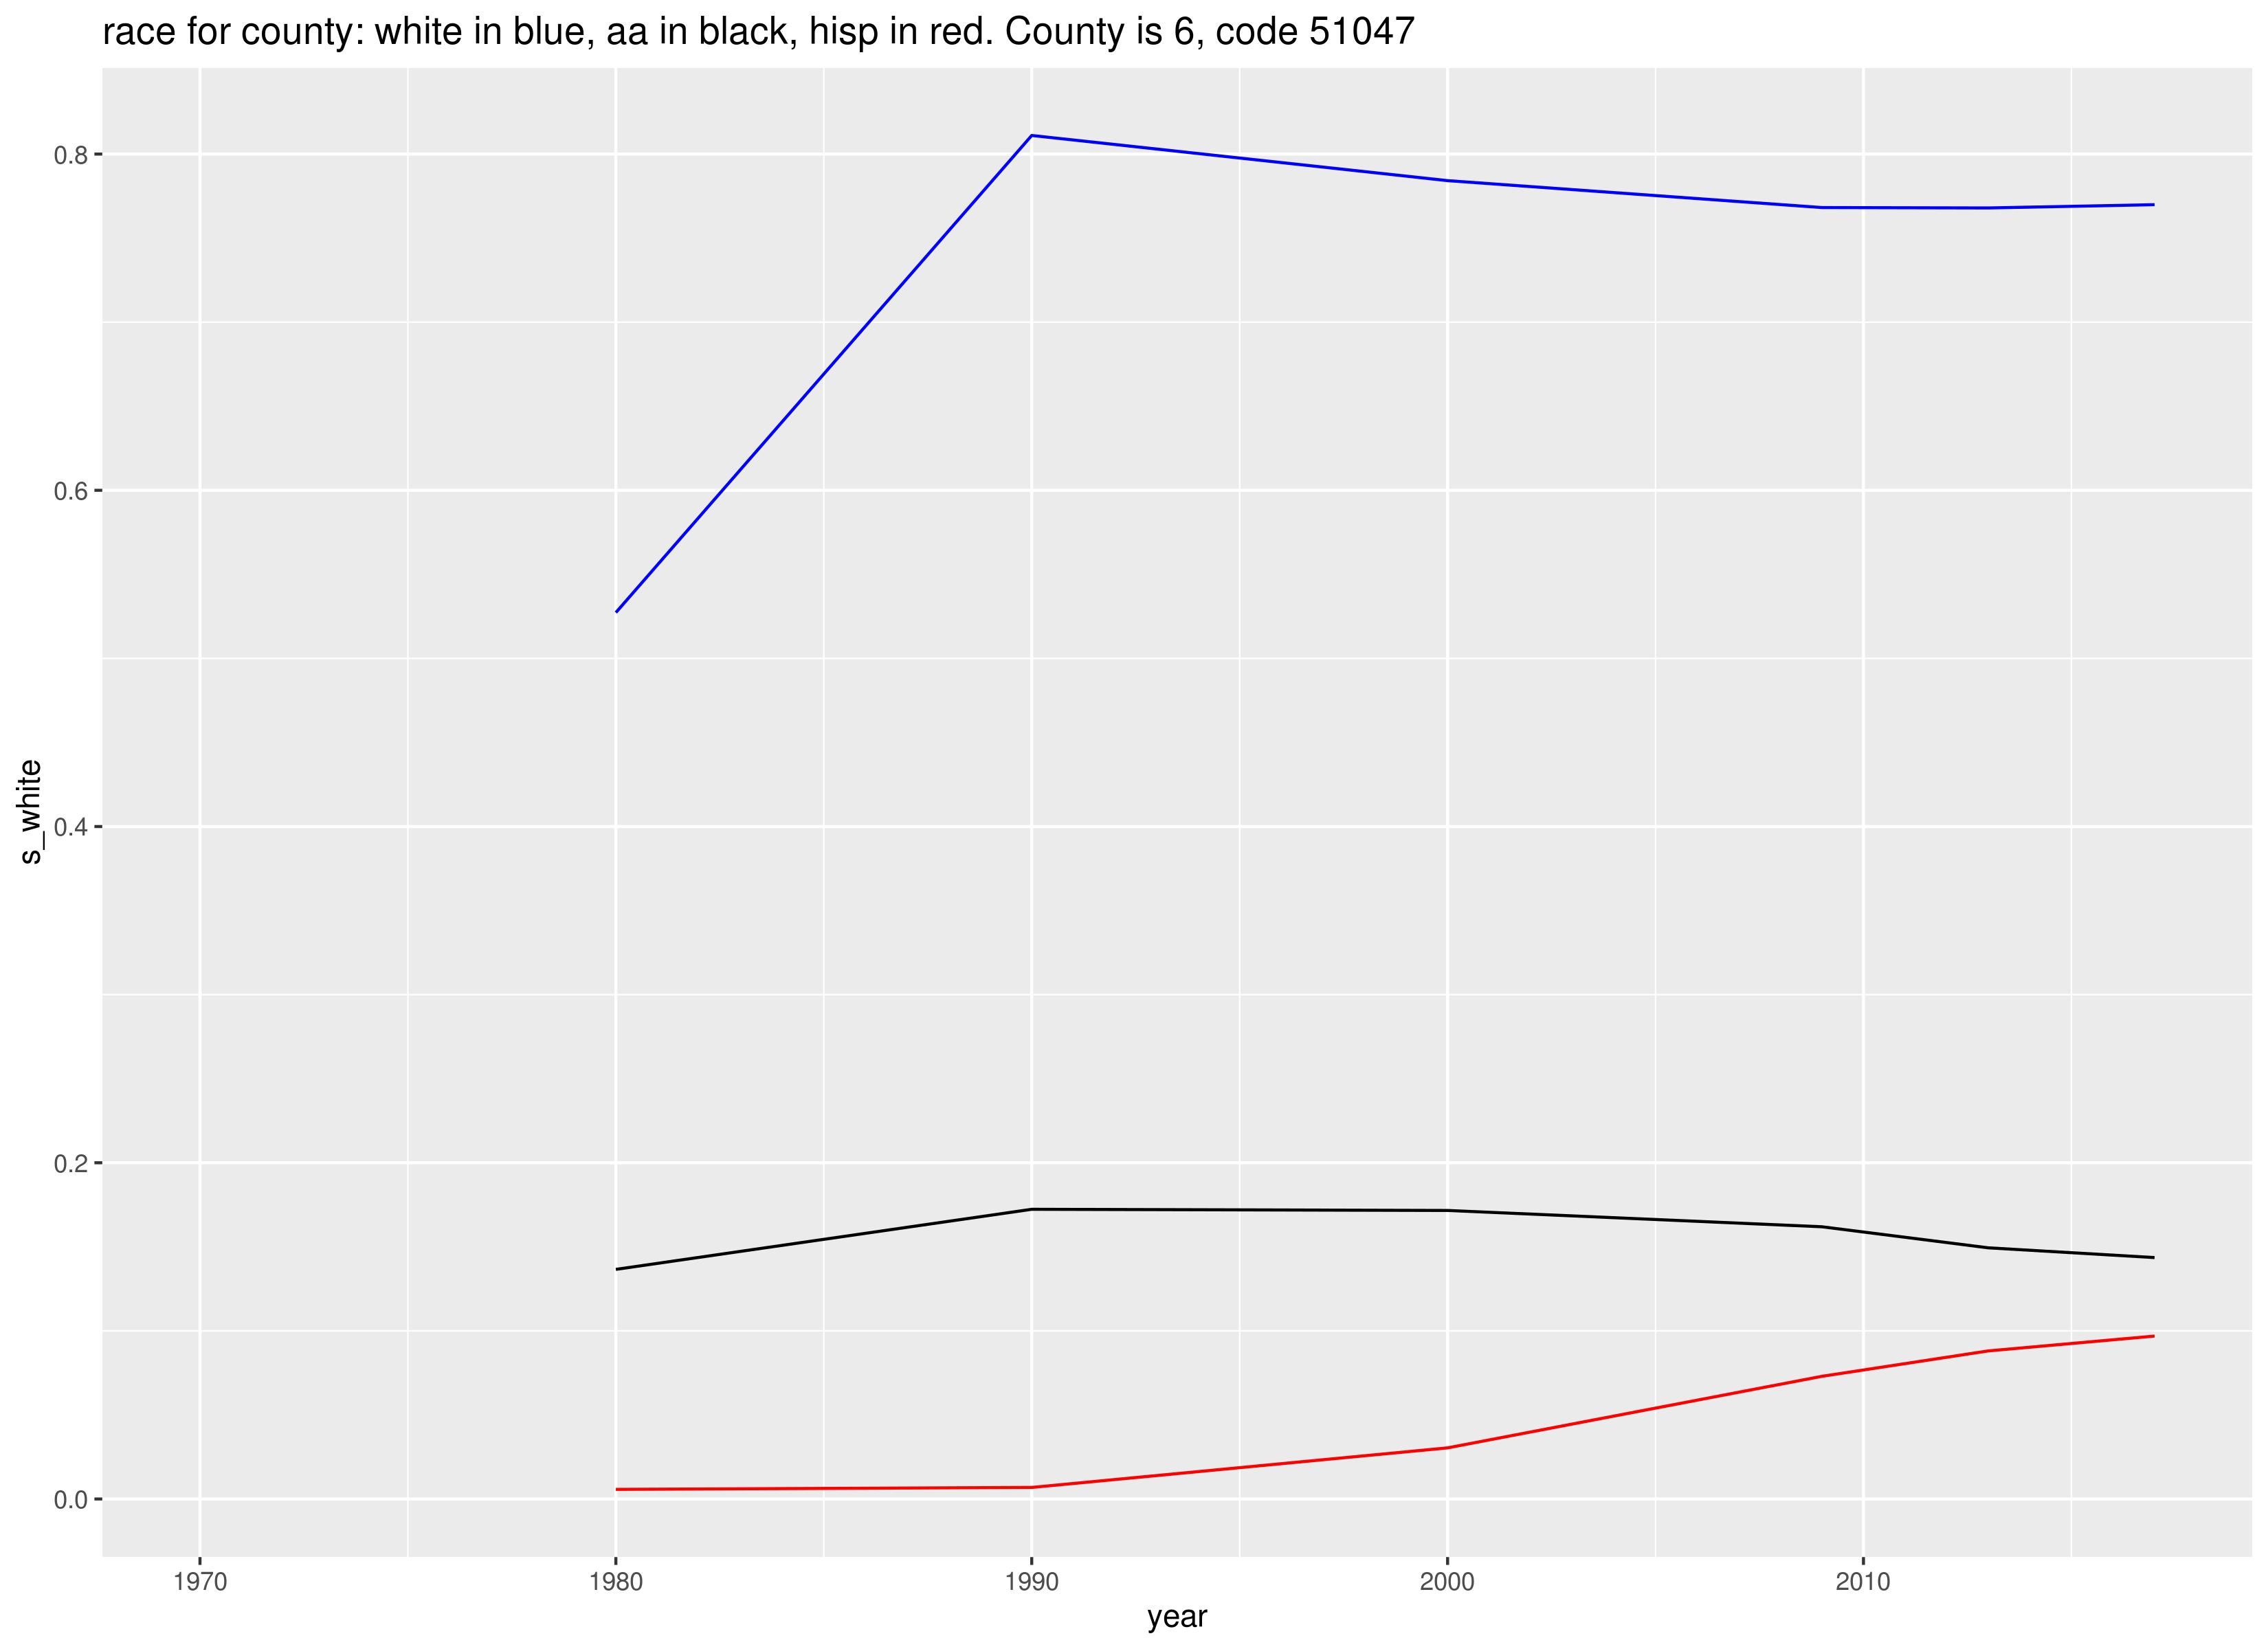 race for county: white in blue, aa in black, hisp in red. County is 6, code 51047
s_white
0.8
0.6
0.4
0.2
0.0
1970 1980 1990 2000 2010
year